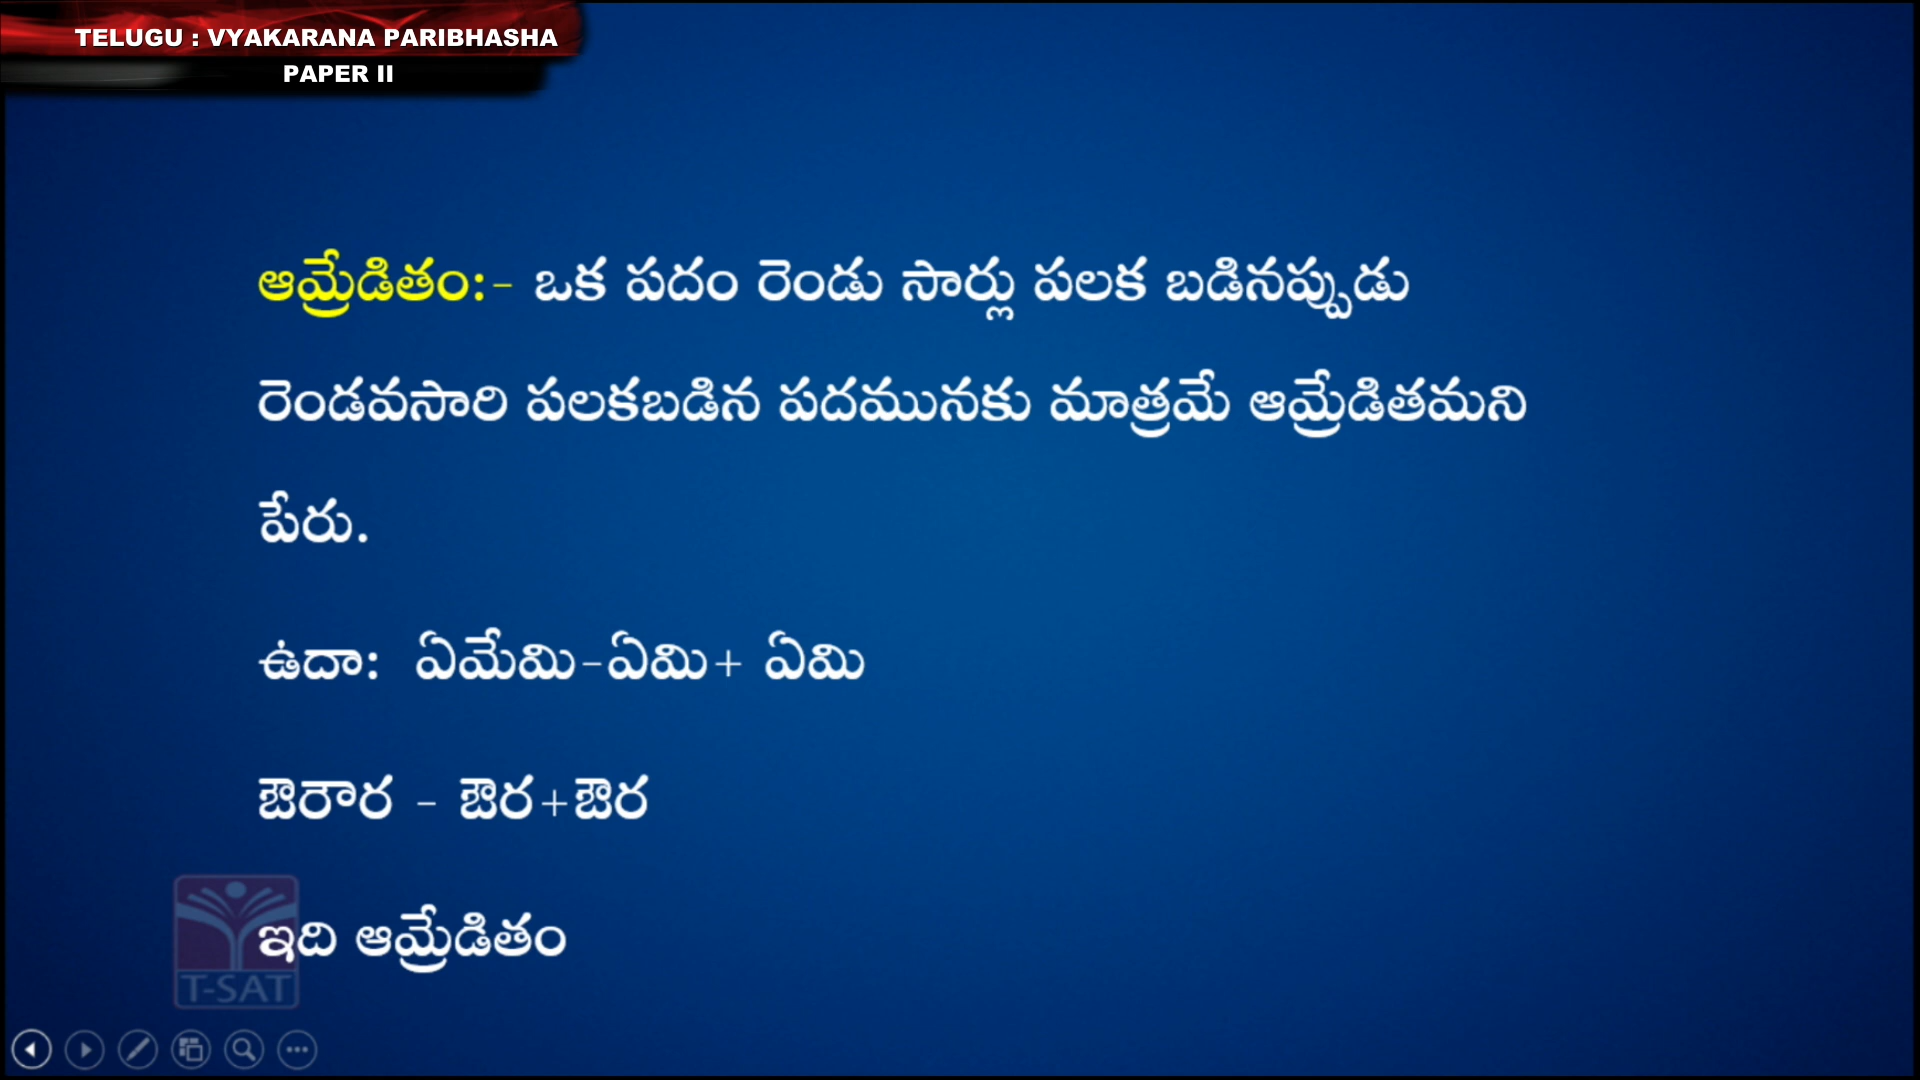 TELUGU : VYAKARANA PARIBHASHA
PAPER II
ఆమ్రేడితం:- ఒక పదం రెండు సార్లు పలక బడినప్పుడు
రెండవసారి పలకబడిన పదమునకు మాత్రమే ఆమ్రేడితమని
పేరు.
ఉదా: ఏమేమి-ఏమి+ ఏమి
ఔరౌర - ఔర+ఔర
ఇది ఆమ్రేడితం
T-SAT